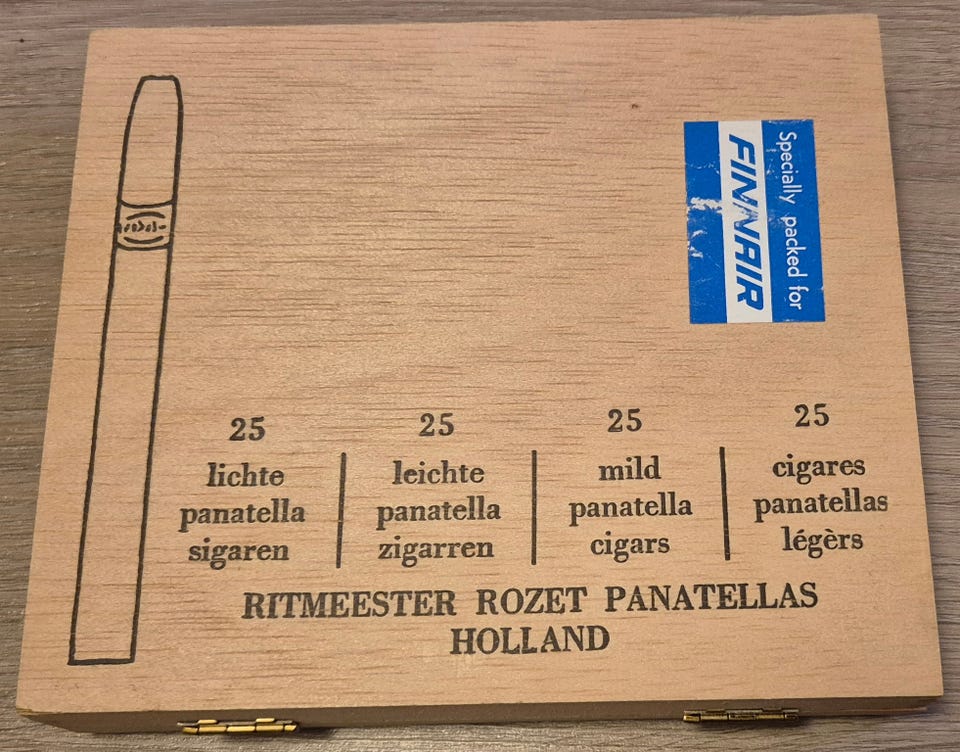 Specially packed for
FINNAIR
25
lichte
panatella
sigaren
25
leichte
panatella
zigarren
25
mild
panatella
cigars
25
cigares
panatellas
légèrs
RITMEESTER ROZET PANATELLAS
HOLLAND